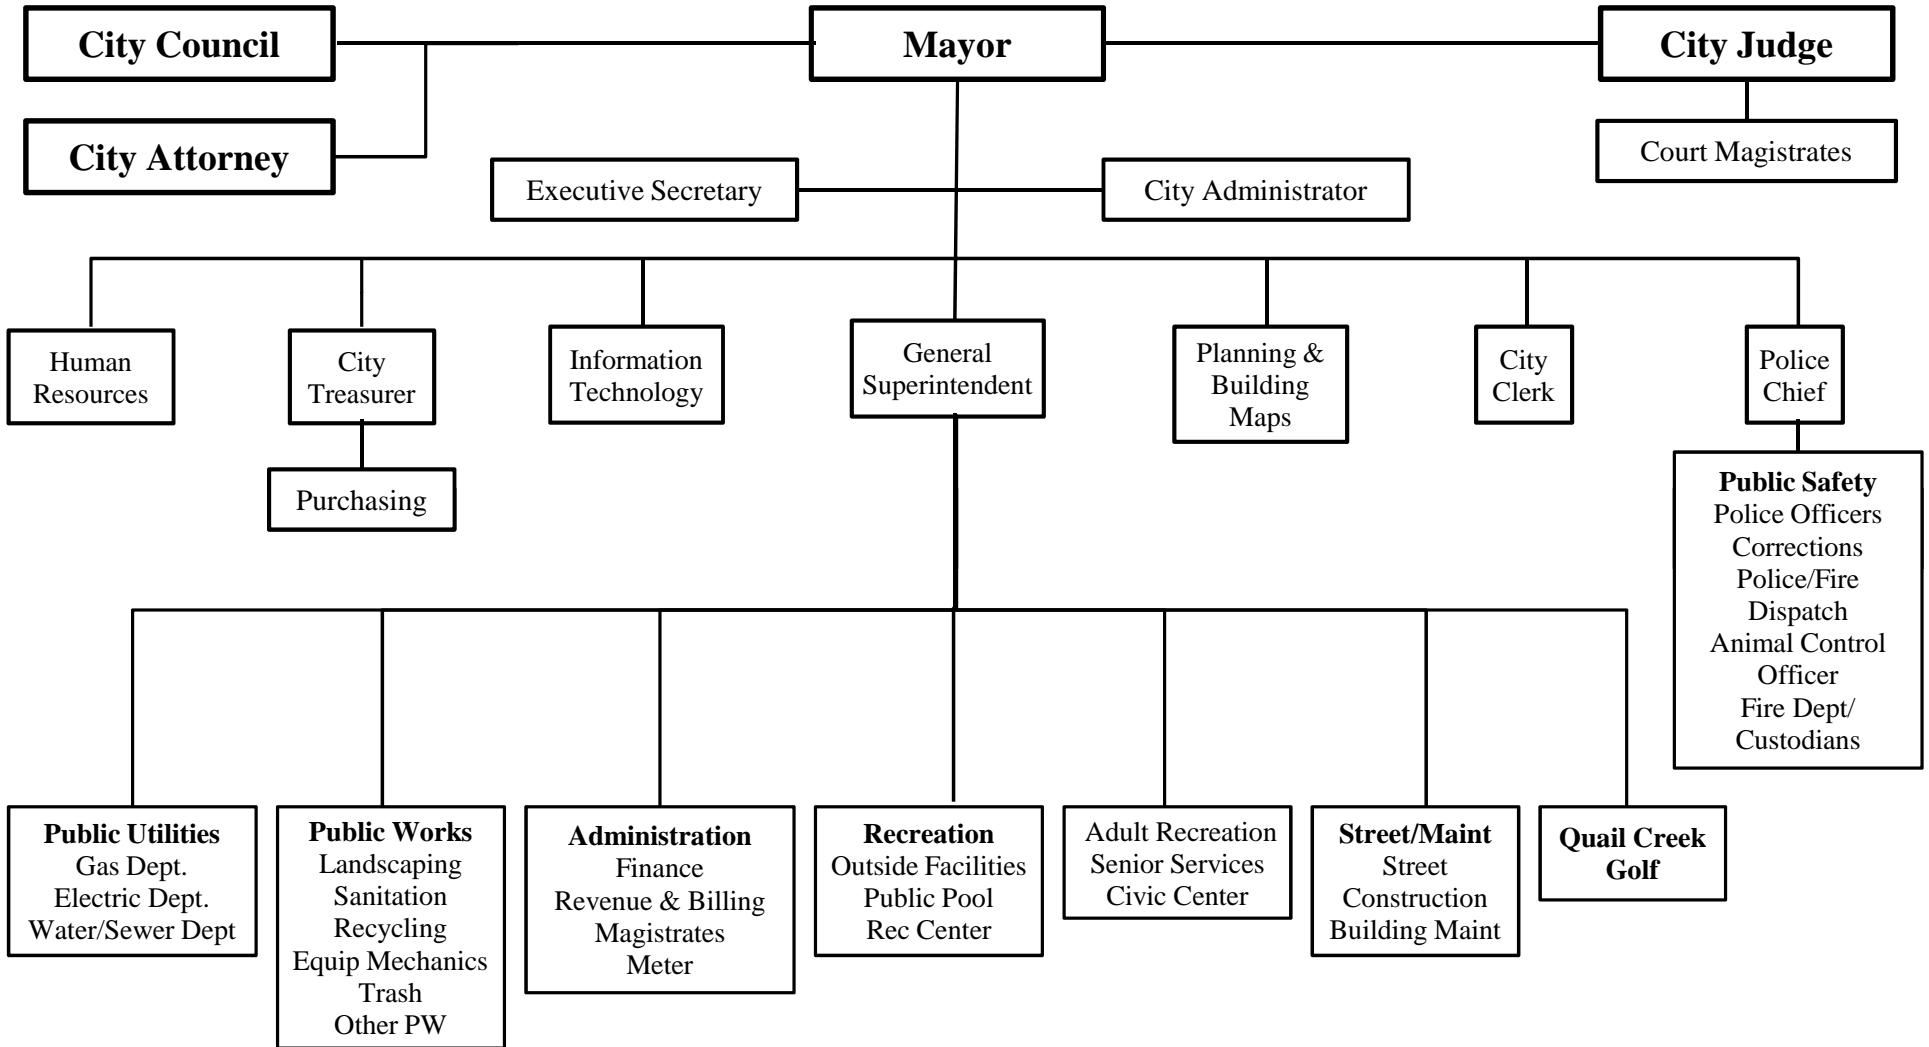 City Council
Mayor
City Judge
City Attorney
Court Magistrates
Executive Secretary
City Administrator
Human
Resources
City
Treasurer
Information
Technology
General
Superintendent
Planning &
Building
Maps
City
Clerk
Police
Chief
Purchasing
Public Safety
Police Officers
Corrections
Police/Fire
Dispatch
Animal Control
Officer
Fire Dept/
Custodians
Public Utilities
Gas Dept.
Electric Dept.
Water/Sewer Dept
Public Works
Landscaping
Sanitation
Recycling
Equip Mechanics
Trash
Other PW
Administration
Finance
Revenue & Billing
Magistrates
Meter
Recreation
Outside Facilities
Public Pool
Rec Center
Adult Recreation
Senior Services
Civic Center
Street/Maint
Street
Construction
Building Maint
Quail Creek
Golf